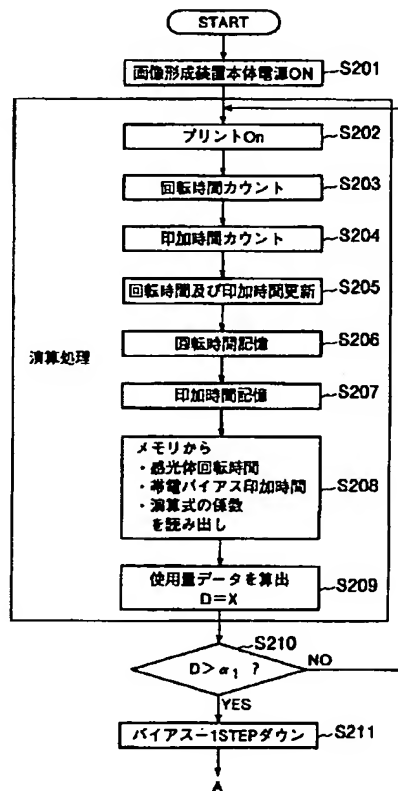 START
画像形成装置本体電源ON
S201
プリントOn
S202
回転時間カウント
S203
印加時間カウント
S204
回転時間及び印加時間更新
S205
回転時間記憶
S206
演算処理
印加時間記憶
S207
メモリから
・感光体回転時間
・帯電バイアス印加時間
・演算式の係数
を読み出し
S208
使用量データを算出
D=X
S209
S210
D>α1 ?
NO
YES
バイアス-1STEPダウン
S211
A